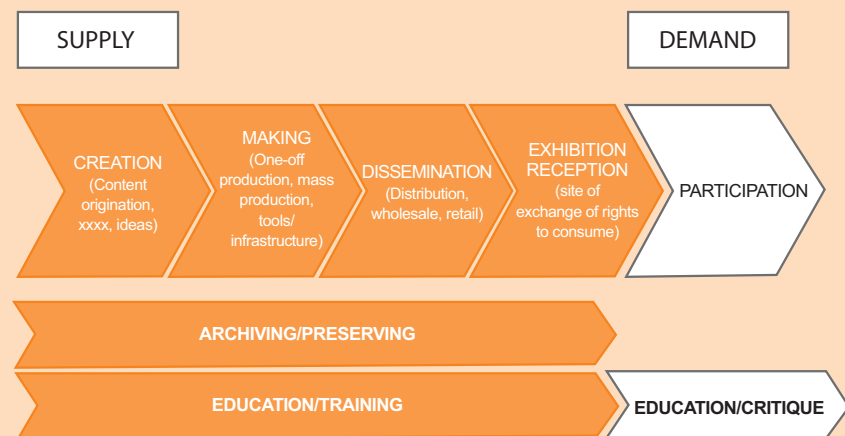 SUPPLY
DEMAND
CREATION
(Content
origination,
xxxx, ideas)
MAKING
(One-off
production, mass
production,
tools/
infrastructure)
DISSEMINATION
(Distribution,
wholesale, retail)
EXHIBITION
RECEPTION
(site of
exchange of rights
to consume)
PARTICIPATION
ARCHIVING/PRESERVING
EDUCATION/TRAINING
EDUCATION/CRITIQUE